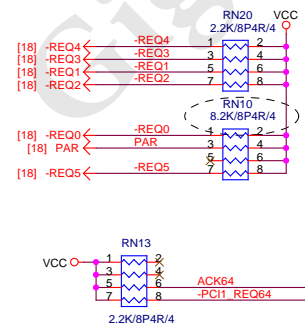 RN20 VCC
2.2K/8P4R/4
[18] -REQ4 -REQ4 1 2
[18] -REQ3 -REQ3 3 4
[18] -REQ1 -REQ1 5 6
[18] -REQ2 -REQ2 7 8
RN10
8.2K/8P4R/4
[18] -REQ0 -REQ0 1 2
[18] PAR PAR 3 4
5 6
[18] -REQ5 -REQ5 7 8
RN13
VCC 1 2
3 4
5 6 ACK64
7 8 -PCI1_REQ64
2.2K/8P4R/4